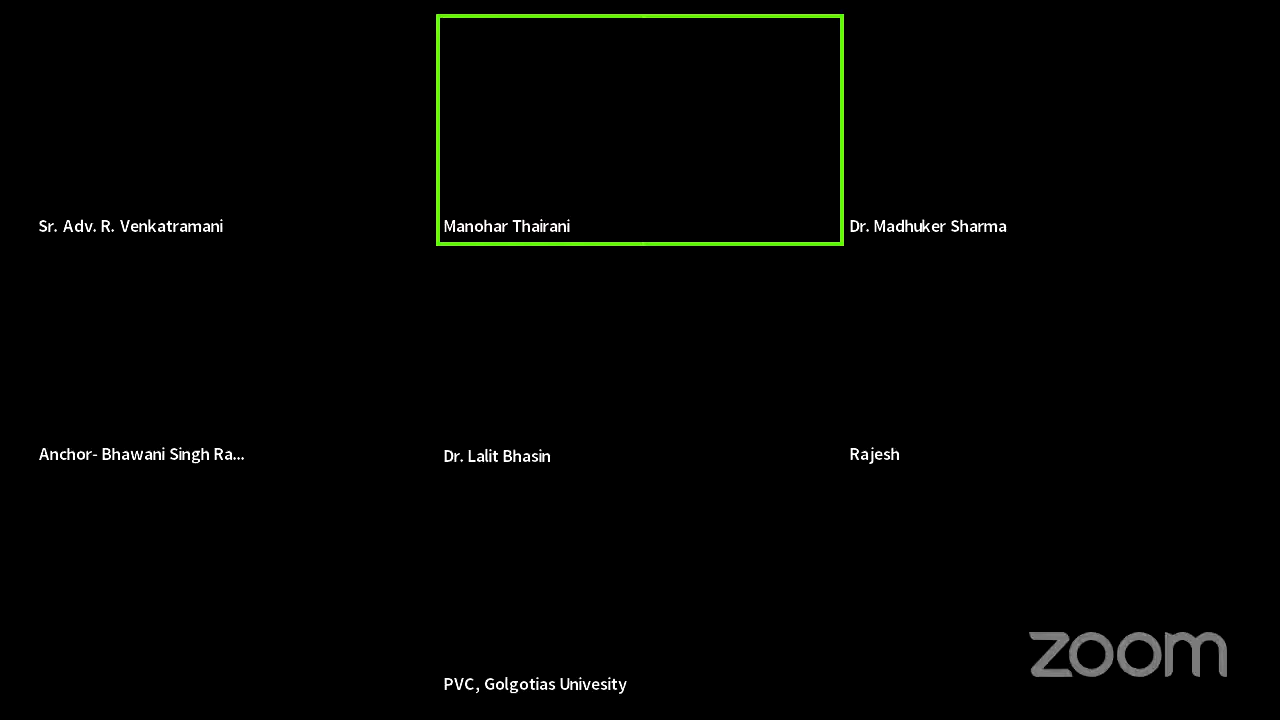 Sr. Adv. R. Venkatramani
Manohar Thairani
Dr. Madhuker Sharma
Anchor- Bhawani Singh Ra...
Dr. Lalit Bhasin
Rajesh
PVC, Golgotias Univesity
zoom